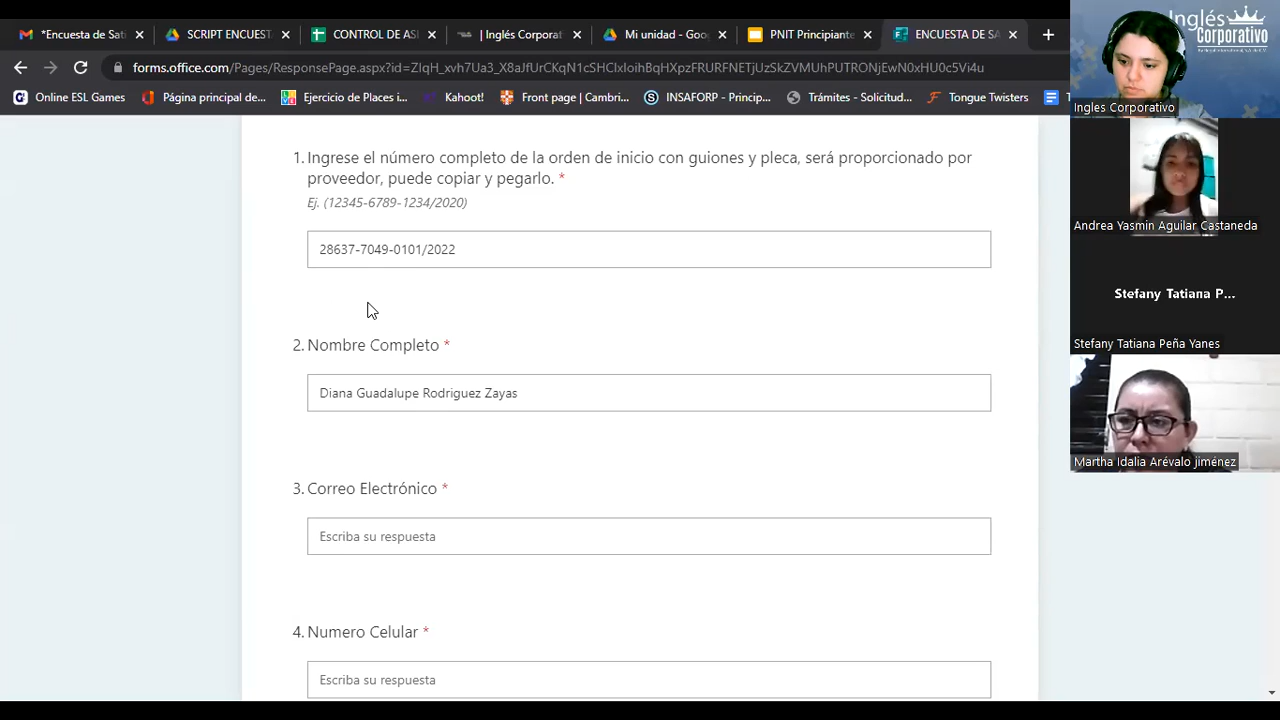 *Encuesta de Sati
SCRIPT ENCUEST
CONTROL DE ASI
| Inglés Corporat
Mi unidad - Goo
PNIT Principiante
ENCUESTA DE SA
forms.office.com/Pages/ResponsePage.aspx?
Online ESL Games
Página principal de...
Ejercicio de Places i...
Kahoot!
Front page | Cambri...
INSAFORP - Princip...
Trámites - Solicitud...
Tongue Twisters
1. Ingrese el número completo de la orden de inicio con guiones y pleca, será proporcionado por
proveedor, puede copiar y pegarlo. *
Ej. (12345-6789-1234/2020)
28637-7049-0101/2022
2. Nombre Completo *
Diana Guadalupe Rodriguez Zayas
3. Correo Electrónico *
Escriba su respuesta
4. Numero Celular *
Escriba su respuesta
Inglés
Corporativo
Ingles Corporativo
Andrea Yasmin Aguilar Castaneda
Stefany Tatiana P...
Stefany Tatiana Peña Yanes
Martha Idalia Arévalo jiménez